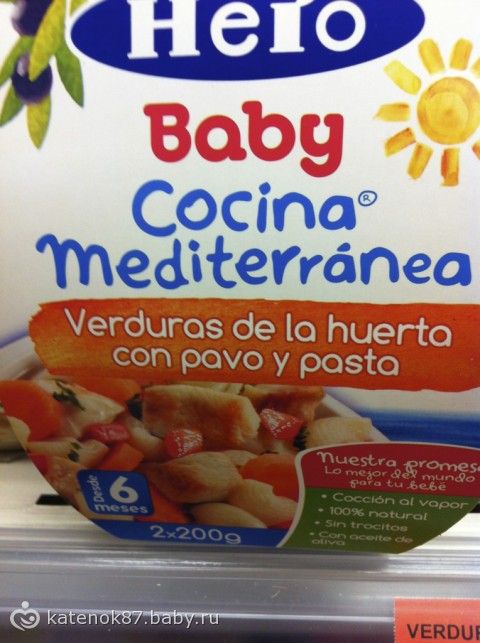 Hero
Baby
Cocina®
Mediterránea
Verduras de la huerta
con pavo y pasta
Nuestra promesa
Lo mejor del mundo
para tu bebé
• Cocción al vapor
• 100% natural
• Sin trocitos
• Con aceite de
oliva
Desde
6
meses
2x200g
katenok87.baby.ru